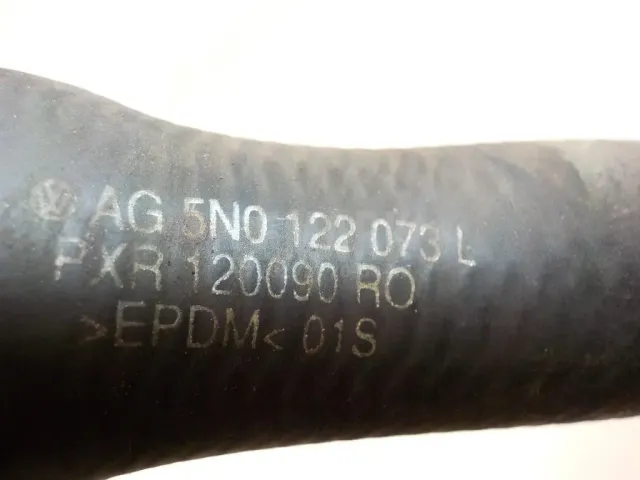 AG 5N0 122 073 L
PXR 120090 RO
>EPDM< 01S